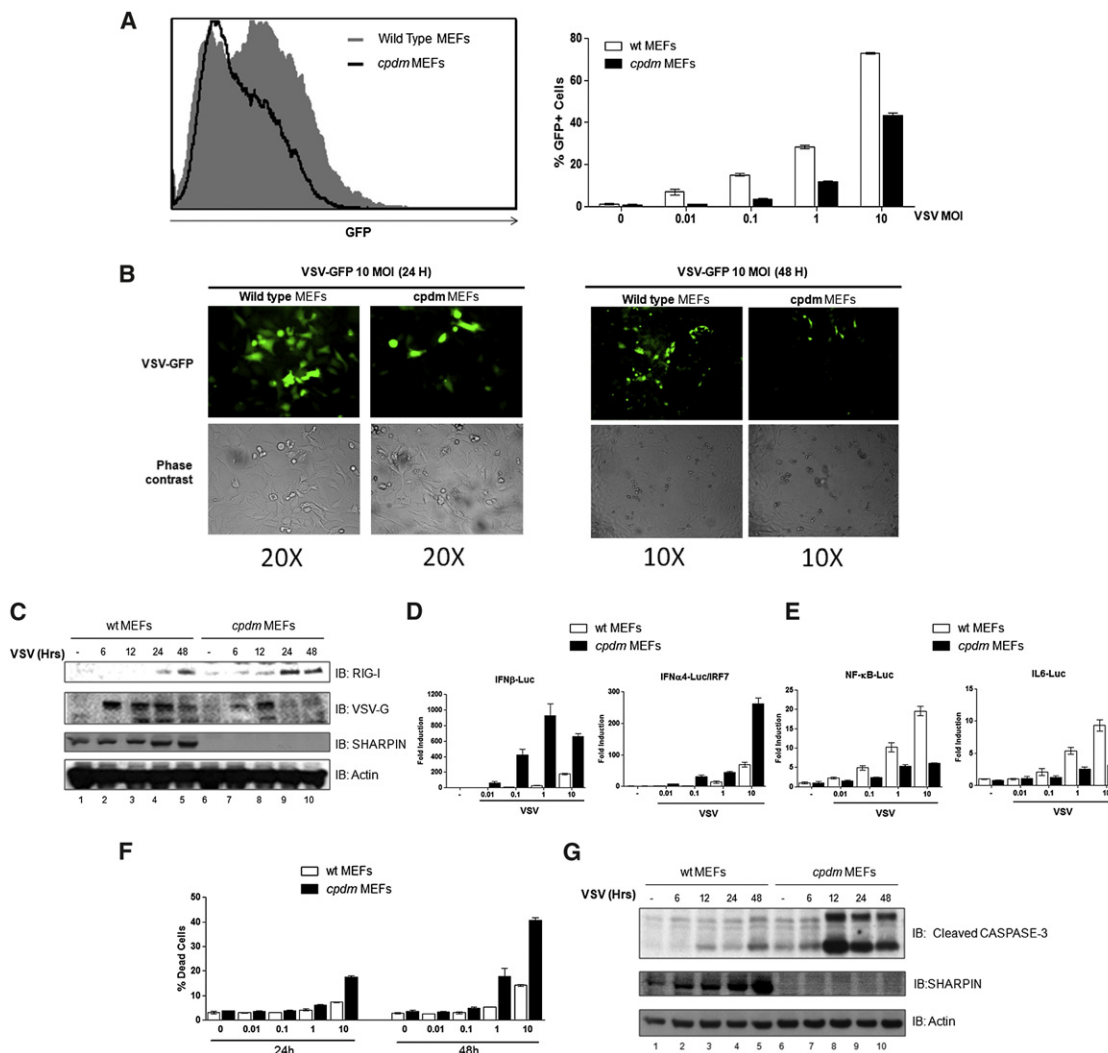 A
Wild Type MEFs
cpdm MEFs
GFP
% GFP+ Cells
80
60
40
20
0
wt MEFs
cpdm MEFs
0 0.01 0.1 1 10 VSV MOI
B
VSV-GFP 10 MOI (24 H)
Wild type MEFs cpdm MEFs
VSV-GFP 10 MOI (48 H)
Wild type MEFs cpdm MEFs
VSV-GFP
Phase
contrast
20X 20X 10X 10X
C
wt MEFs cpdm MEFs
VSV (Hrs) - 6 12 24 48 - 6 12 24 48
IB: RIG-I
IB: VSV-G
IB: SHARPIN
IB: Actin
1 2 3 4 5 6 7 8 9 10
D
wt MEFs
cpdm MEFs
IFNβ-Luc
Fold Induction
1000
800
600
400
200
0
- 0.01 0.1 1 10
VSV
IFNα4-Luc/IRF7
Fold Induction
300
200
100
0
- 0.01 0.1 1 10
VSV
E
wt MEFs
cpdm MEFs
NF-κB-Luc
Fold Induction
25
20
15
10
5
0
- 0.01 0.1 1 10
VSV
IL6-Luc
Fold Induction
15
10
5
0
- 0.01 0.1 1 10
VSV
F
wt MEFs
cpdm MEFs
% Dead Cells
50
40
30
20
10
0
0 0.01 0.1 1 10 0 0.01 0.1 1 10
24h 48h
G
wt MEFs cpdm MEFs
VSV (Hrs) - 6 12 24 48 - 6 12 24 48
IB: Cleaved CASPASE-3
IB:SHARPIN
IB: Actin
1 2 3 4 5 6 7 8 9 10